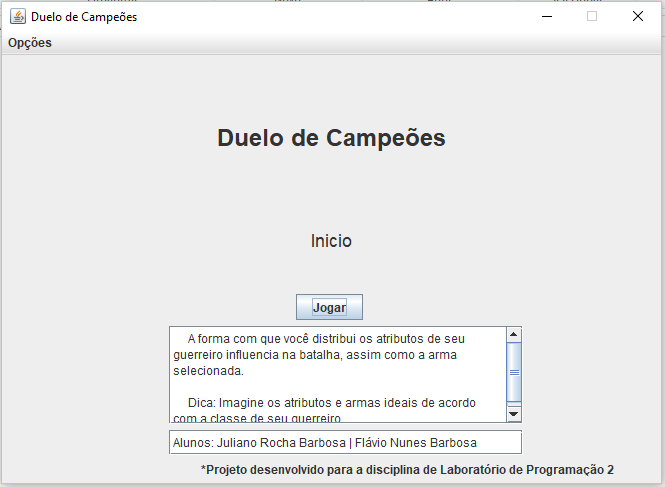 Duelo de Campeões
Opções
Duelo de Campeões
Inicio
Jogar
A forma com que você distribui os atributos de seu
guerreiro influencia na batalha, assim como a arma
selecionada.
Dica: Imagine os atributos e armas ideais de acordo
com a classe de seu guerreiro
Alunos: Juliano Rocha Barbosa | Flávio Nunes Barbosa
*Projeto desenvolvido para a disciplina de Laboratório de Programação 2